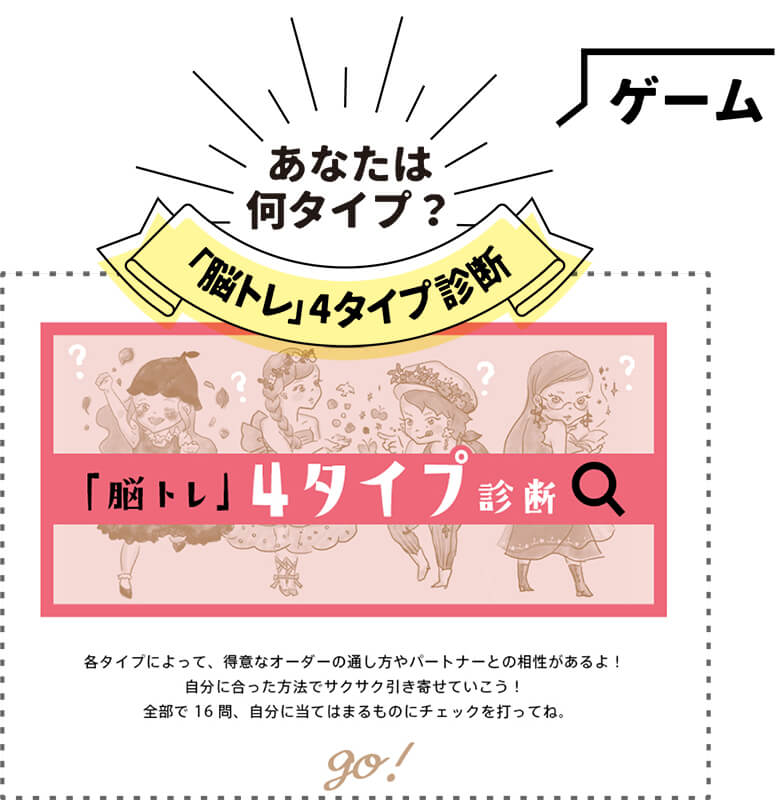 ゲーム
あなたは
何タイプ？
「脳トレ」4タイプ診断
? ? ? ?
「脳トレ」4タイプ診断
各タイプによって、得意なオーダーの通し方やパートナーとの相性があるよ！
自分に合った方法でサクサク引き寄せていこう！
全部で 16 問、自分に当てはまるものにチェックを打ってね。
go!